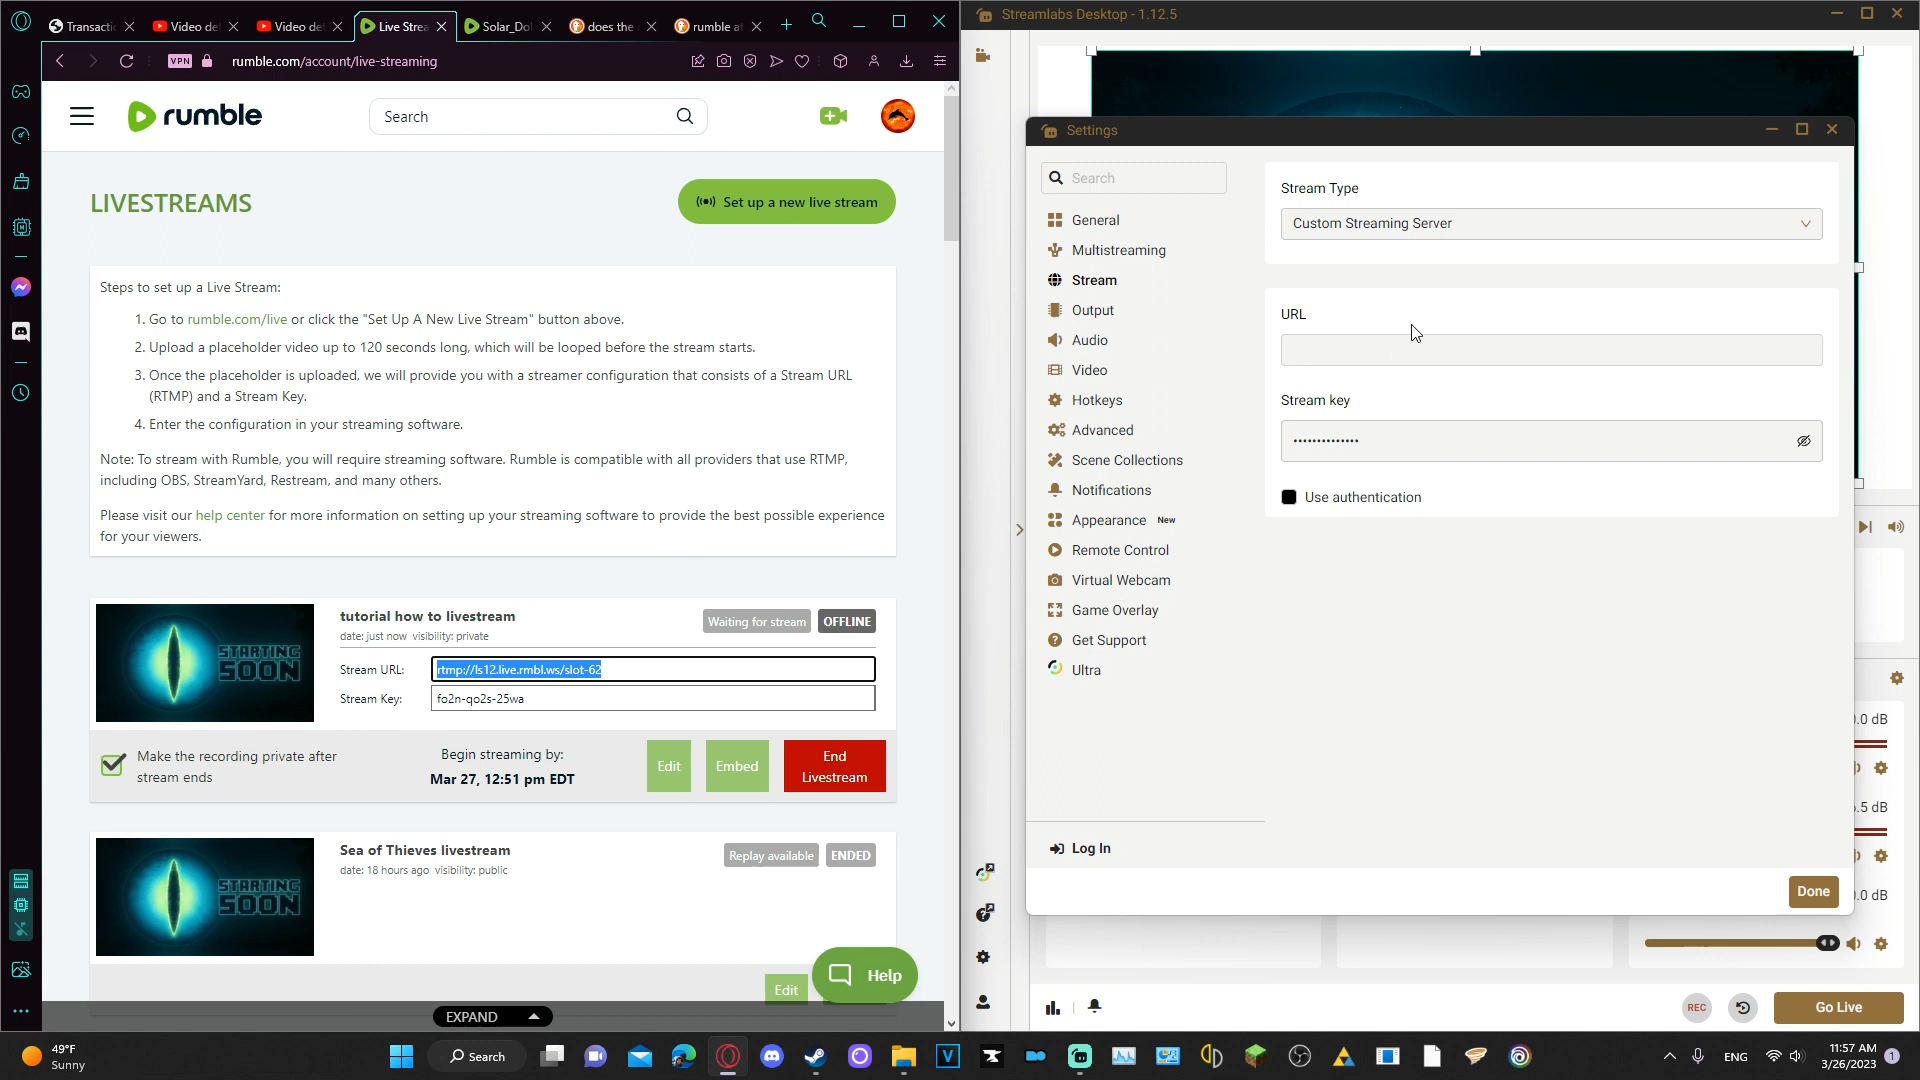 Transacti
Video de
Video de
Live Strea
Solar_Dol
does the
rumble a
Streamlabs Desktop - 1.12.5
VPN
rumble.com/account/live-streaming
rumble
Search
LIVESTREAMS
Set up a new live stream
Steps to set up a Live Stream:
1. Go to rumble.com/live or click the "Set Up A New Live Stream" button above.
2. Upload a placeholder video up to 120 seconds long, which will be looped before the stream starts.
3. Once the placeholder is uploaded, we will provide you with a streamer configuration that consists of a Stream URL
(RTMP) and a Stream Key.
4. Enter the configuration in your streaming software.
Note: To stream with Rumble, you will require streaming software. Rumble is compatible with all providers that use RTMP,
including OBS, StreamYard, Restream, and many others.
Please visit our help center for more information on setting up your streaming software to provide the best possible experience
for your viewers.
STARTING
SOON
tutorial how to livestream
Waiting for stream
OFFLINE
date: just now visibility: private
Stream URL:
rtmp://ls12.live.rmbl.ws/slot-62
Stream Key:
fo2n-qo2s-25wa
Make the recording private after
stream ends
Begin streaming by:
Mar 27, 12:51 pm EDT
Edit
Embed
End
Livestream
STARTING
SOON
Sea of Thieves livestream
Replay available
ENDED
date: 18 hours ago visibility: public
Edit
Help
EXPAND
Settings
Search
General
Multistreaming
Stream
Output
Audio
Video
Hotkeys
Advanced
Scene Collections
Notifications
Appearance New
Remote Control
Virtual Webcam
Game Overlay
Get Support
Ultra
Log In
Stream Type
Custom Streaming Server
URL
Stream key
••••••••••••••
Use authentication
Done
.0 dB
.5 dB
.0 dB
REC
Go Live
49°F
Sunny
Search
ENG
11:57 AM
3/26/2023
1